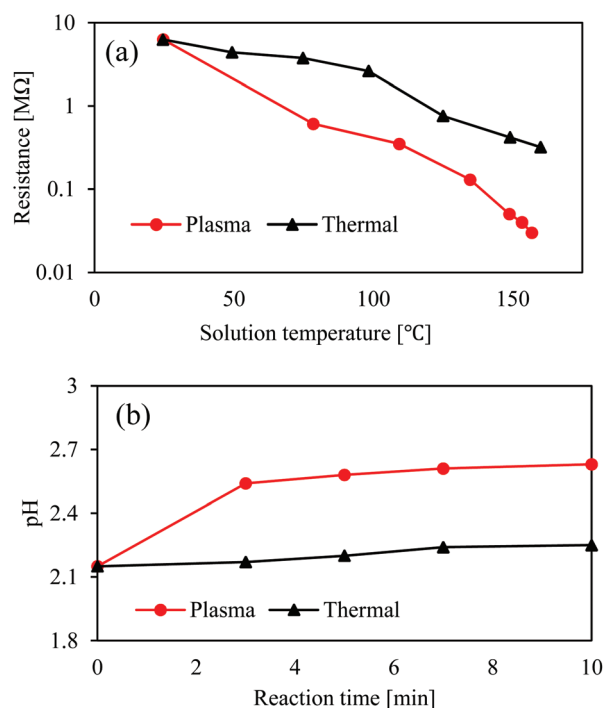 (a)
10
1
0.1
0.01
Resistance [MΩ]
Plasma
Thermal
0
50
100
150
Solution temperature [℃]
(b)
3
2.7
2.4
2.1
1.8
pH
Plasma
Thermal
0
2
4
6
8
10
Reaction time [min]